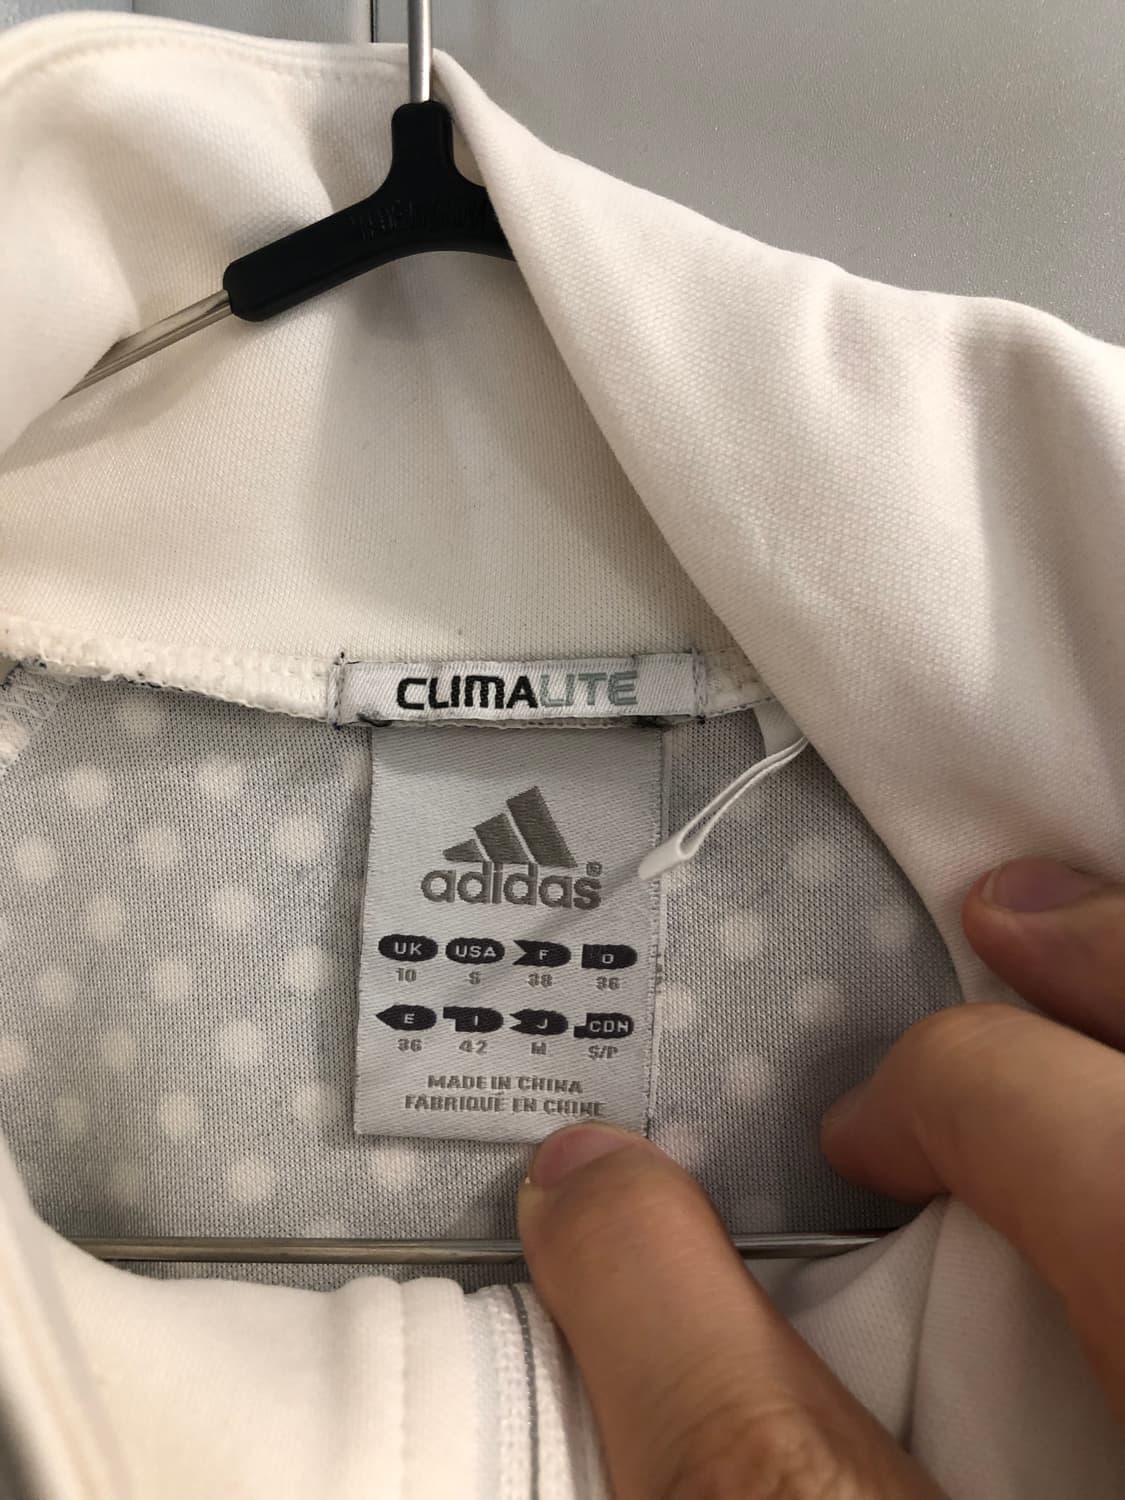 CLIMALITE
adidas®
UK USA F D
10 S 38 36
E I J CDN
36 42 M S/P
MADE IN CHINA
FABRIQUÉ EN CHINE